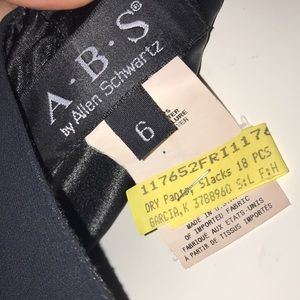 A·B·S®
by Allen Schwartz
6
117652FRI1176
DRY Pants, Slacks 18 PCS
GARCIA,K 3788960 S:L F:H
MADE IN U.S.A.
OF IMPORTED FABRIC
FABRIQUE AUX ETATS-UNIS
A PARTIR DE TISSUS IMPORTES